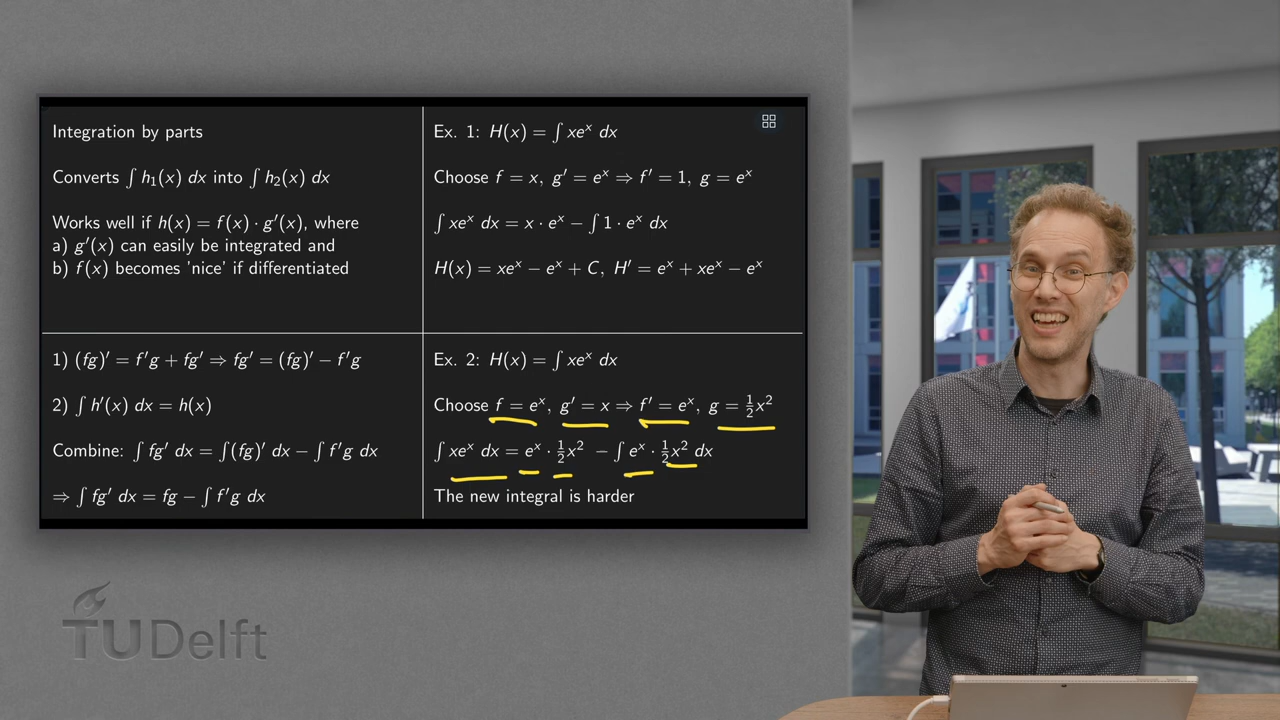 Integration by parts
Converts ∫ h₁(x) dx into ∫ h₂(x) dx
Works well if h(x) = f(x) · g′(x), where
a) g′(x) can easily be integrated and
b) f(x) becomes 'nice' if differentiated
Ex. 1: H(x) = ∫ xeˣ dx
Choose f = x, g′ = eˣ ⇒ f′ = 1, g = eˣ
∫ xeˣ dx = x · eˣ − ∫ 1 · eˣ dx
H(x) = xeˣ − eˣ + C, H′ = eˣ + xeˣ − eˣ
1) (fg)′ = f′g + fg′ ⇒ fg′ = (fg)′ − f′g
2) ∫ h′(x) dx = h(x)
Combine: ∫ fg′ dx = ∫(fg)′ dx − ∫ f′g dx
⇒ ∫ fg′ dx = fg − ∫ f′g dx
Ex. 2: H(x) = ∫ xeˣ dx
Choose f = eˣ, g′ = x ⇒ f′ = eˣ, g = ½x²
∫ xeˣ dx = eˣ · ½x² − ∫ eˣ · ½x² dx
The new integral is harder
TUDelft